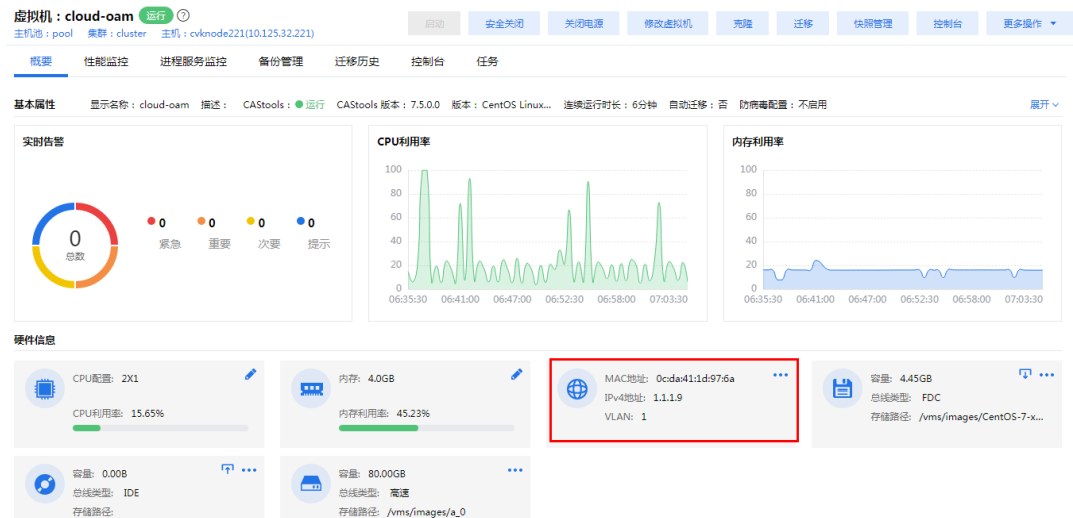 虚拟机：cloud-oam 运行 ?
主机池：pool 集群：cluster 主机：cvknode221(10.125.32.221)
启动 安全关闭 关闭电源 修改虚拟机 克隆 迁移 快照管理 控制台 更多操作
概要 性能监控 进程服务监控 备份管理 迁移历史 控制台 任务
基本属性 显示名称：cloud-oam 描述： CAStools：运行 CAStools 版本：7.5.0.0 版本：CentOS Linux... 连续运行时长：6分钟 自动迁移：否 防病毒配置：不启用 展开
实时告警
0
总数
0 紧急
0 重要
0 次要
0 提示
CPU利用率
100
80
60
40
20
0
06:35:30 06:41:00 06:47:00 06:52:30 06:58:00 07:03:30
内存利用率
100
80
60
40
20
0
06:35:30 06:41:00 06:47:00 06:52:30 06:58:00 07:03:30
硬件信息
CPU配置: 2X1
CPU利用率: 15.65%
内存: 4.0GB
内存利用率: 45.23%
MAC地址: 0c:da:41:1d:97:6a
IPv4地址: 1.1.1.9
VLAN: 1
容量: 4.45GB
总线类型: FDC
存储路径: /vms/images/CentOS-7-x...
容量: 0.00B
总线类型: IDE
存储路径:
容量: 80.00GB
总线类型: 高速
存储路径: /vms/images/a_0